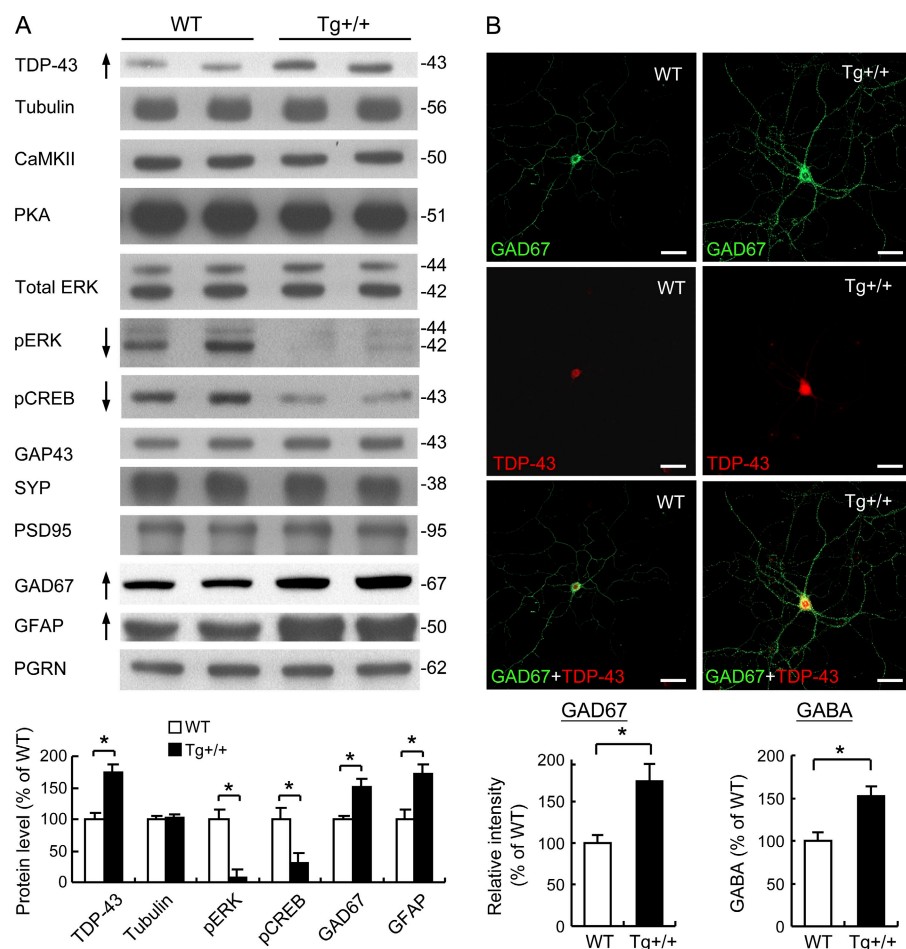 A
WT Tg+/+
TDP-43 -43
Tubulin -56
CaMKII -50
PKA -51
-44
Total ERK -42
-44
pERK -42
pCREB -43
GAP43 -43
SYP -38
PSD95 -95
GAD67 -67
GFAP -50
PGRN -62
WT
Tg+/+
Protein level (% of WT)
200
150
100
50
0
* * * * *
TDP-43 Tubulin pERK pCREB GAD67 GFAP
B
WT Tg+/+
GAD67 GAD67
WT Tg+/+
TDP-43 TDP-43
WT Tg+/+
GAD67+TDP-43 GAD67+TDP-43
GAD67
*
Relative intensity
(% of WT)
200
150
100
50
0
WT Tg+/+
GABA
*
GABA (% of WT)
200
150
100
50
0
WT Tg+/+